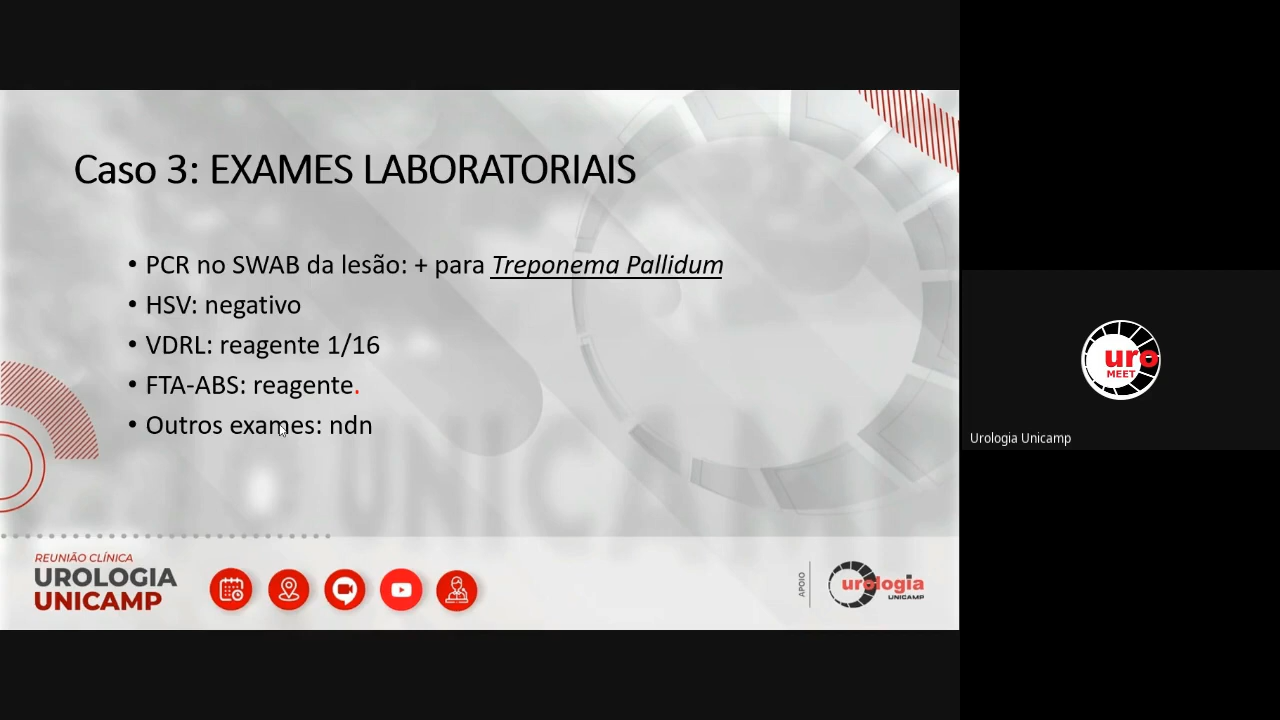 Caso 3: EXAMES LABORATORIAIS
• PCR no SWAB da lesão: + para Treponema Pallidum
• HSV: negativo
• VDRL: reagente 1/16
• FTA-ABS: reagente.
• Outros exames: ndn
REUNIÃO CLÍNICA
UROLOGIA
UNICAMP
APOIO
urologia
UNICAMP
uro
MEET
Urologia Unicamp